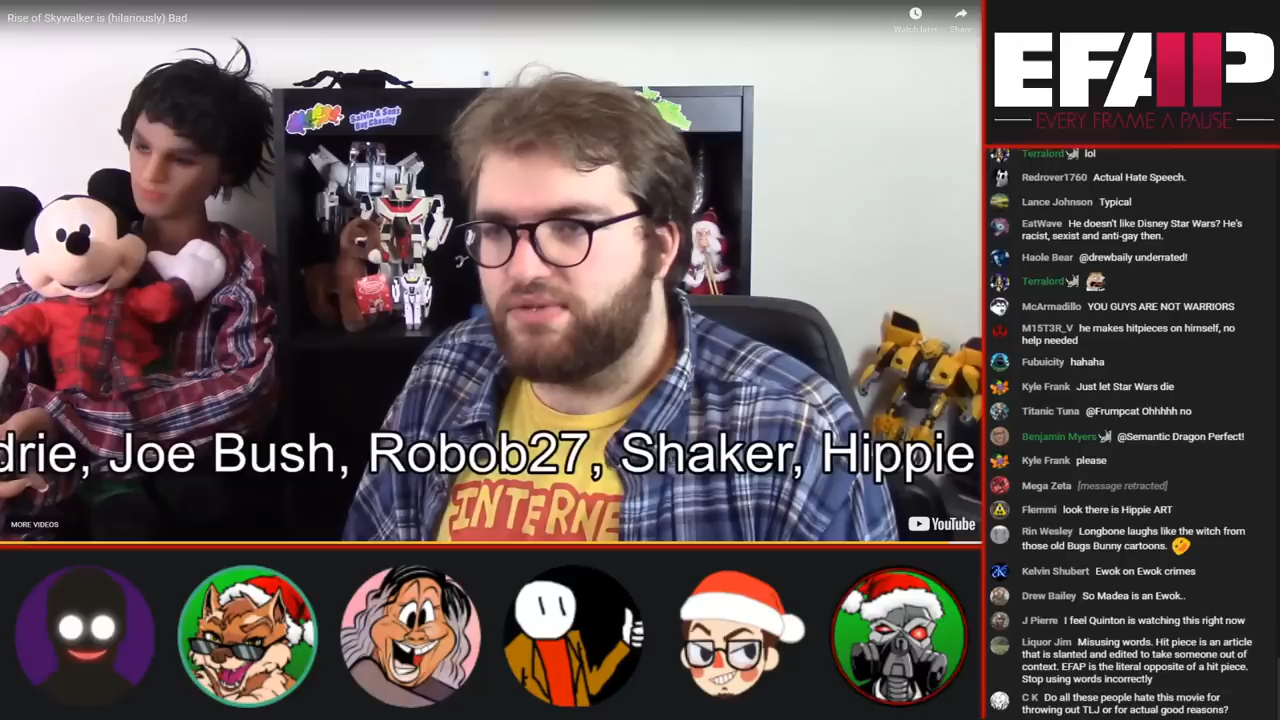 Rise of Skywalker is (hilariously) Bad
Watch later
Share
Salvia & Sons
Bug Chasing
drie, Joe Bush, Robob27, Shaker, Hippie
INTERNE
MORE VIDEOS
YouTube
EFAP
EVERY FRAME A PAUSE
Terralord lol
Redrover1760 Actual Hate Speech.
Lance Johnson Typical
EatWave He doesn't like Disney Star Wars? He's
racist, sexist and anti-gay then.
Haole Bear @drewbaily underrated!
Terralord
McArmadillo YOU GUYS ARE NOT WARRIORS
M15T3R_V he makes hitpieces on himself, no
help needed
Fubuicity hahaha
Kyle Frank Just let Star Wars die
Titanic Tuna @Frumpcat Ohhhhh no
Benjamin Myers @Semantic Dragon Perfect!
Kyle Frank please
Mega Zeta [message retracted]
Flemmi look there is Hippie ART
Rin Wesley Longbone laughs like the witch from
those old Bugs Bunny cartoons.
Kelvin Shubert Ewok on Ewok crimes
Drew Bailey So Madea is an Ewok..
J Pierre I feel Quinton is watching this right now
Liquor Jim Misusing words. Hit piece is an article
that is slanted and edited to take someone out of
context. EFAP is the literal opposite of a hit piece.
Stop using words incorrectly
C K Do all these people hate this movie for
throwing out TLJ or for actual good reasons?